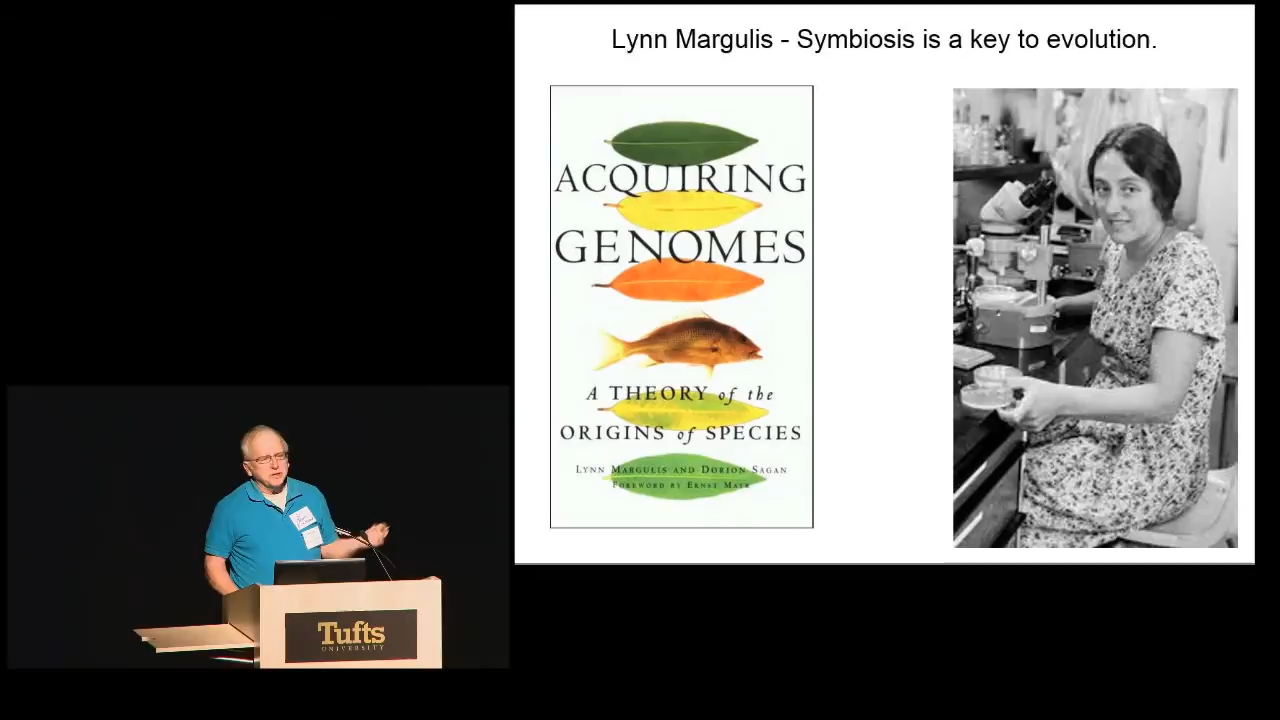 Lynn Margulis - Symbiosis is a key to evolution.
ACQUIRING
GENOMES
A THEORY of the
ORIGINS of SPECIES
LYNN MARGULIS AND DORION SAGAN
FOREWORD BY ERNST MAYR
Tufts
UNIVERSITY